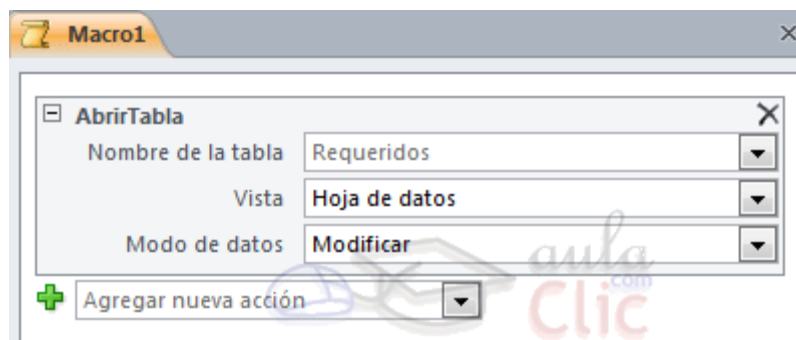 Macro1
AbrirTabla
Nombre de la tabla Requeridos
Vista Hoja de datos
Modo de datos Modificar
Agregar nueva acción
aula
.com
Clic